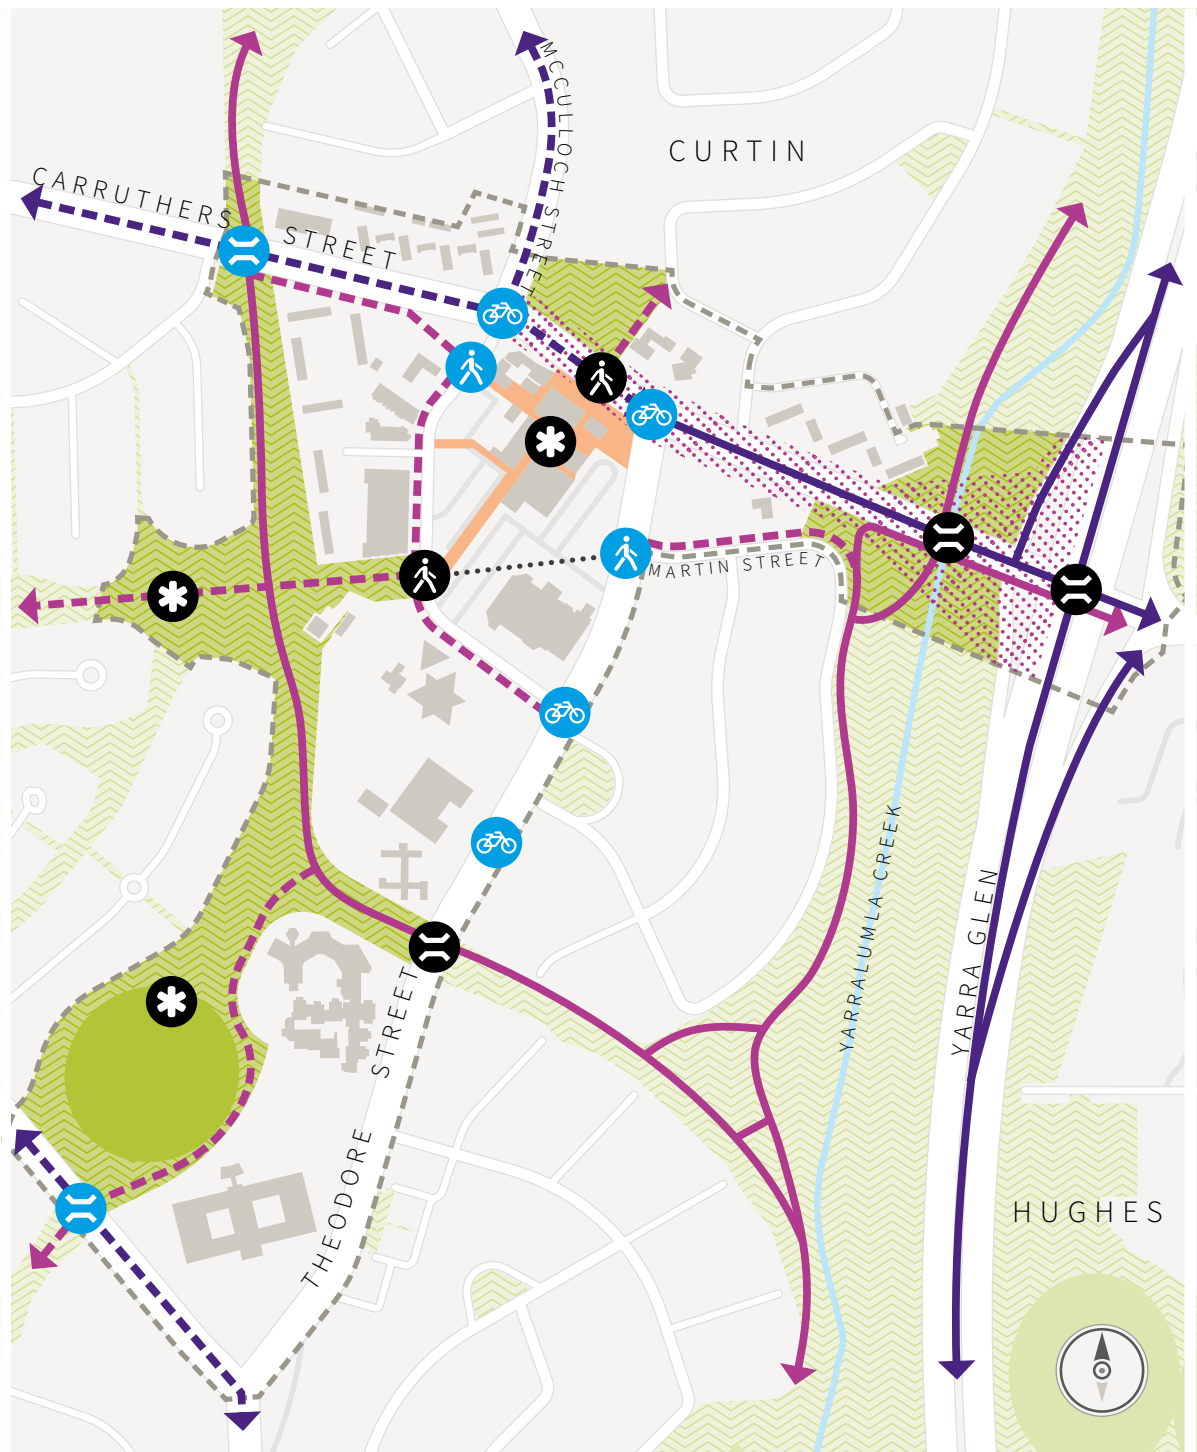 MCCULLOCH STREET
CURTIN
CARRUTHERS STREET
MARTIN STREET
YARRALUMLA CREEK
YARRA GLEN
THEODORE STREET
HUGHES